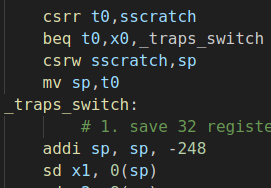 csrr t0,sscratch
beq t0,x0,_traps_switch
csrw sscratch,sp
mv sp,t0
_traps_switch:
# 1. save 32 registe
addi sp, sp, -248
sd x1, 0(sp)